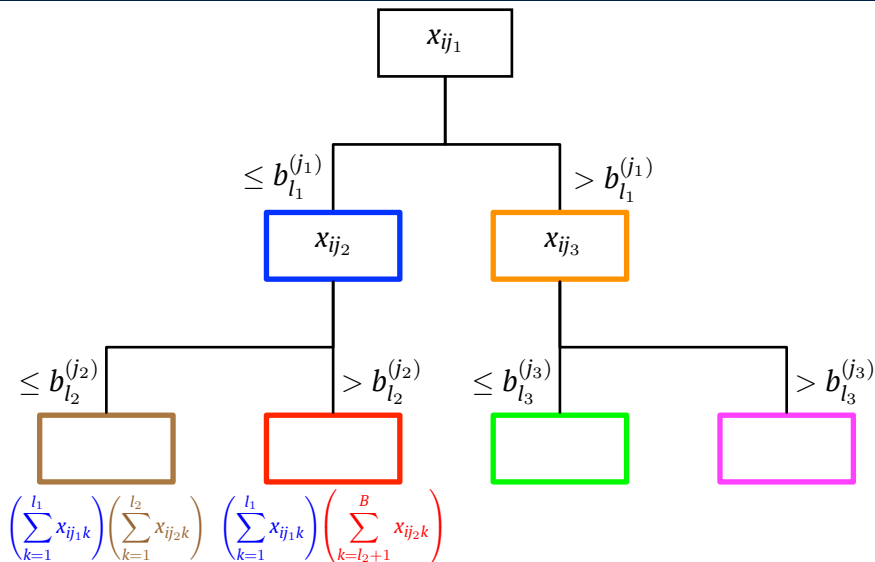 x_{ij_1}
≤ b_{l_1}^{(j_1)} > b_{l_1}^{(j_1)}
x_{ij_2} x_{ij_3}
≤ b_{l_2}^{(j_2)} > b_{l_2}^{(j_2)} ≤ b_{l_3}^{(j_3)} > b_{l_3}^{(j_3)}
(∑_{k=1}^{l_1} x_{ij_1k})(∑_{k=1}^{l_2} x_{ij_2k}) (∑_{k=1}^{l_1} x_{ij_1k})(∑_{k=l_2+1}^{B} x_{ij_2k})